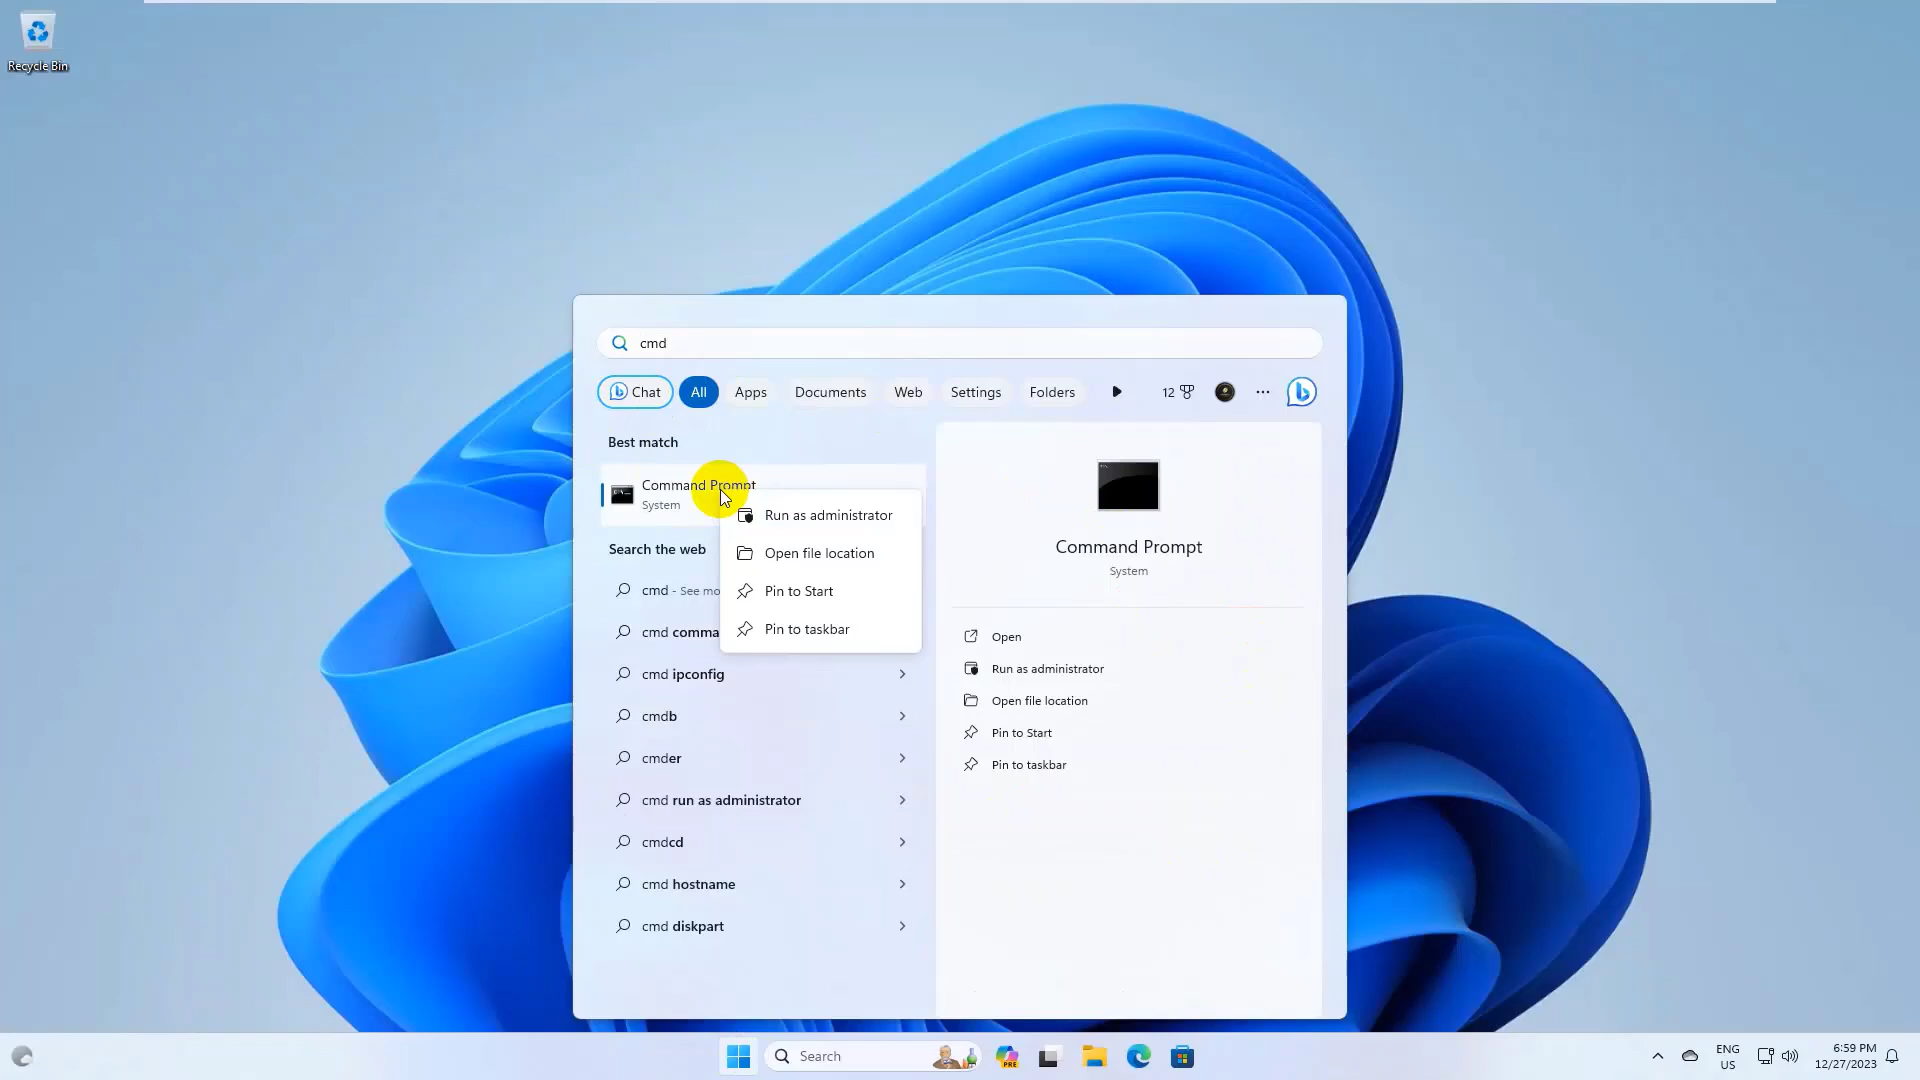 Recycle Bin
cmd
Chat
All
Apps
Documents
Web
Settings
Folders
12
Best match
Command Prompt
System
Run as administrator
Open file location
Pin to Start
Pin to taskbar
Search the web
cmd - See mo
cmd comma
cmd ipconfig
cmdb
cmder
cmd run as administrator
cmdcd
cmd hostname
cmd diskpart
Command Prompt
System
Open
Run as administrator
Open file location
Pin to Start
Pin to taskbar
Search
PRE
ENG
US
6:59 PM
12/27/2023